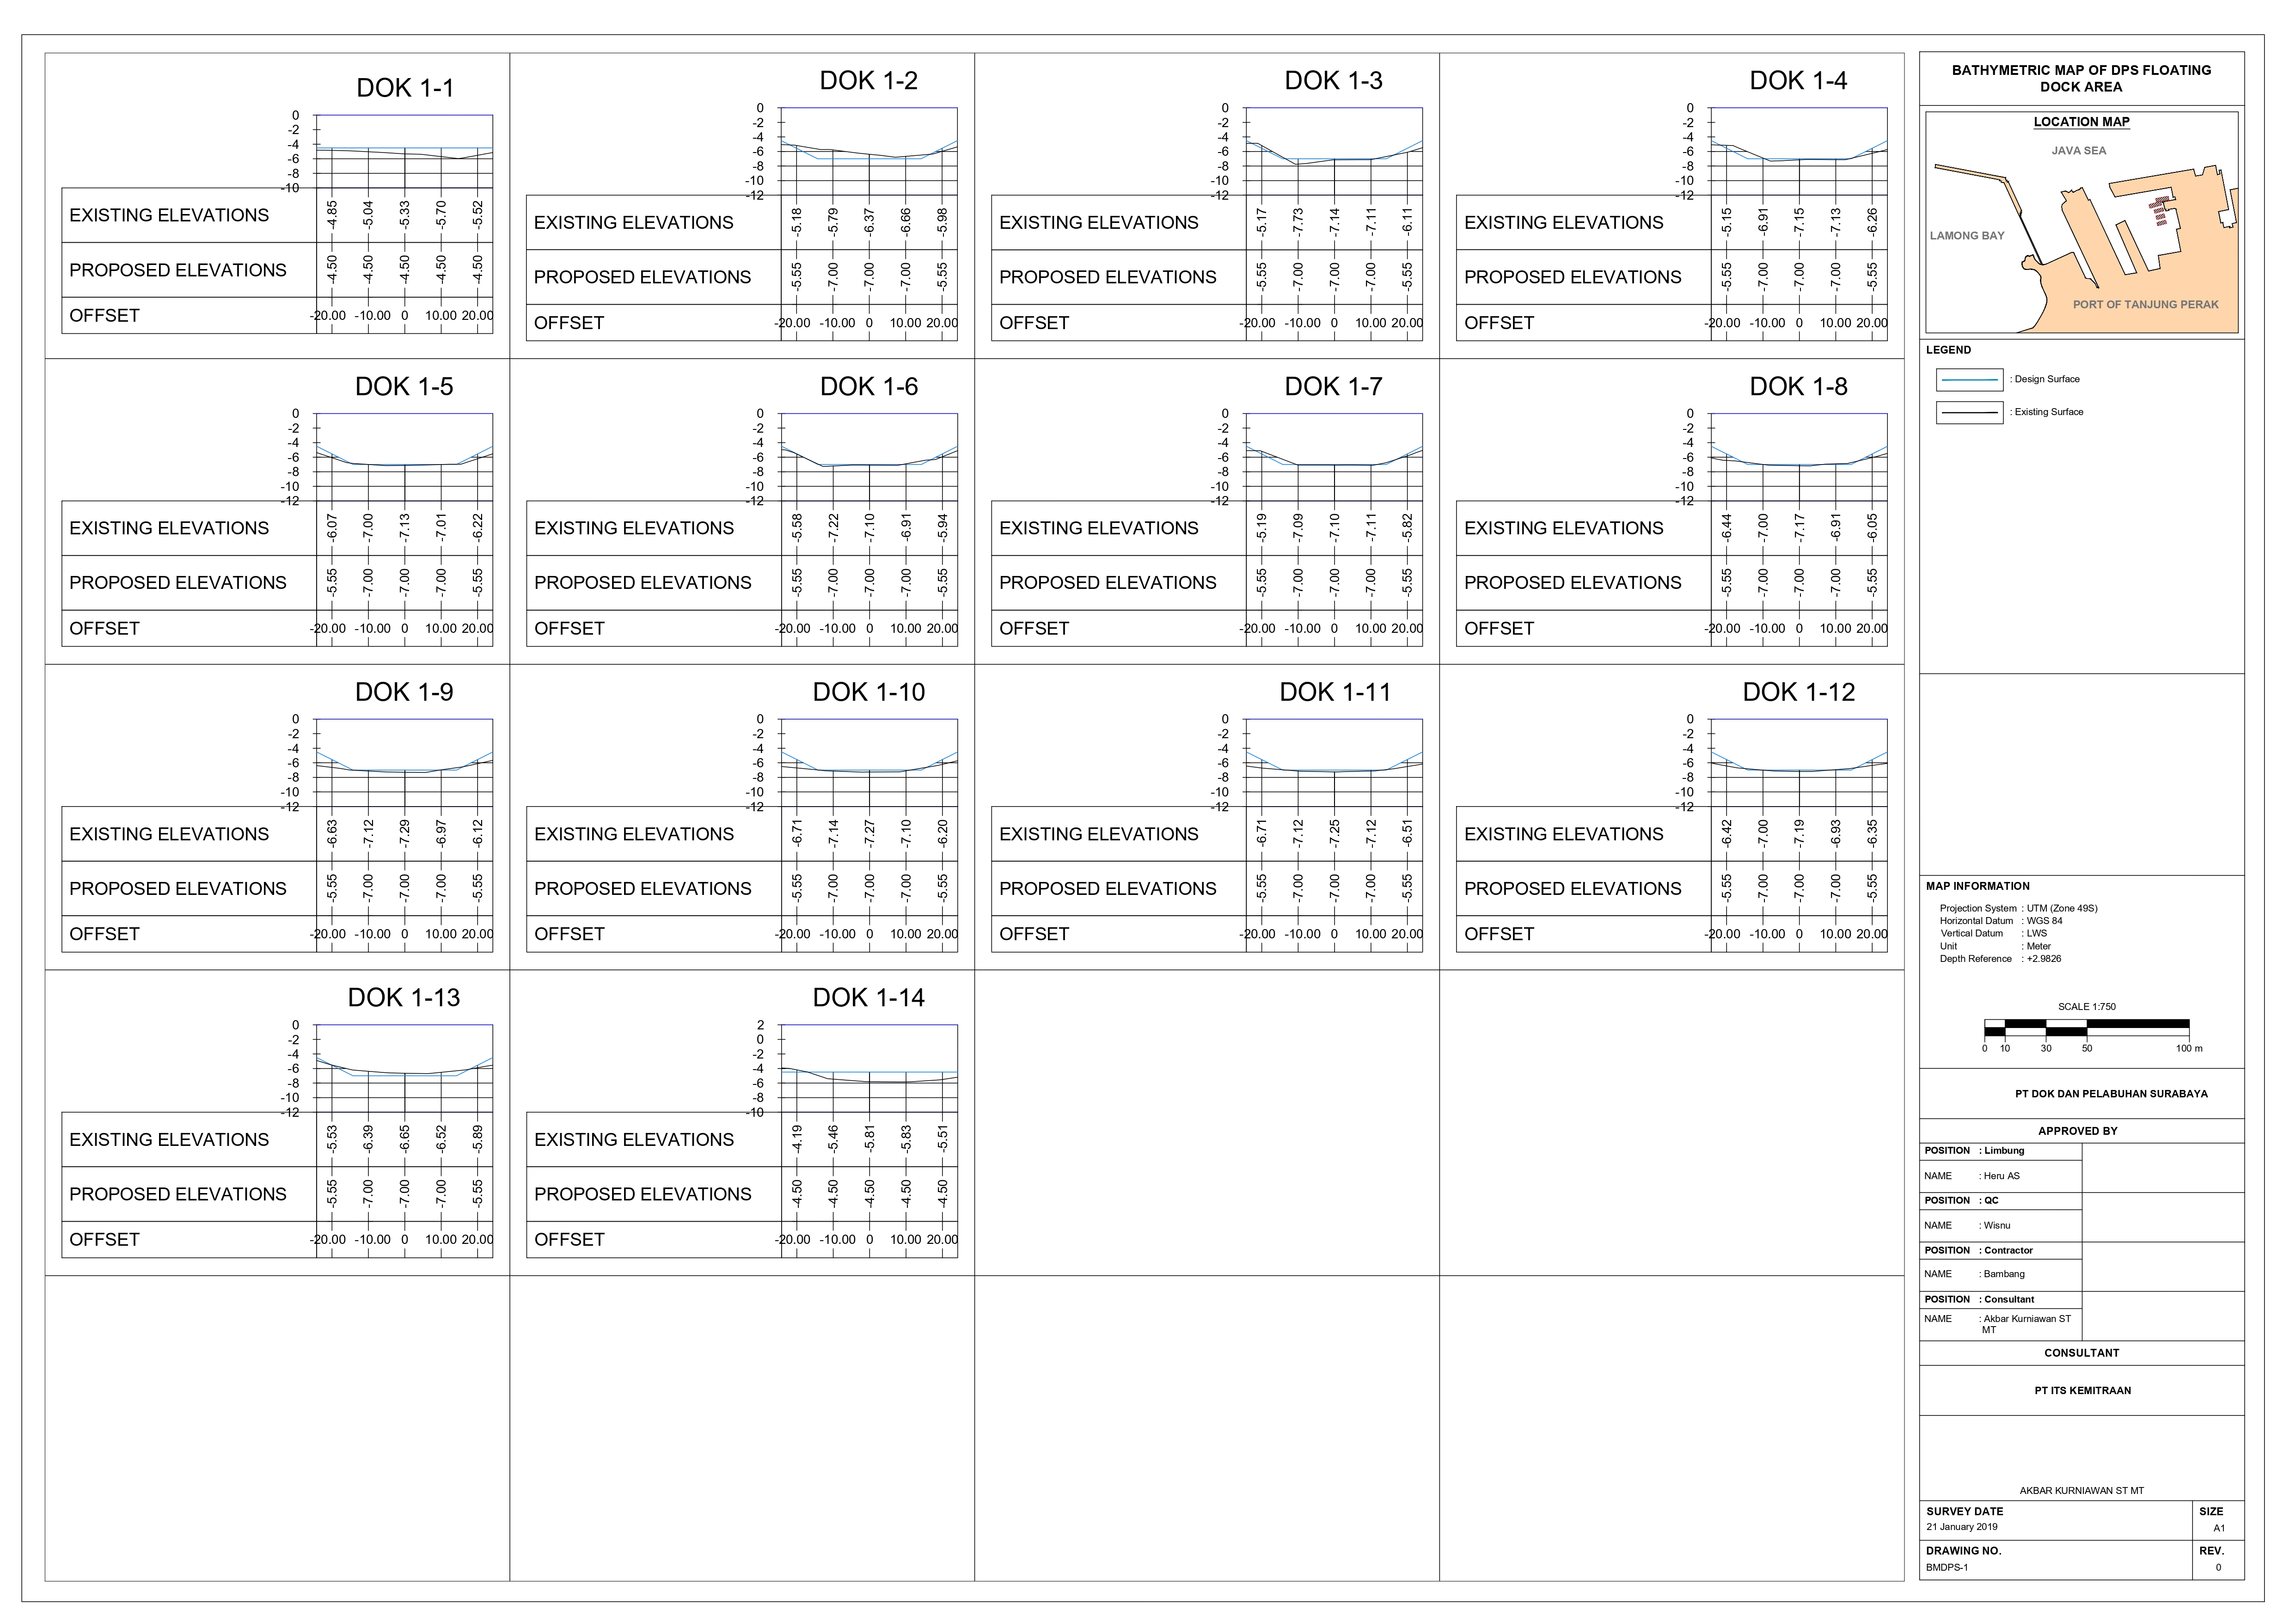 DOK 1-1
0
-2
-4
-6
-8
-10
EXISTING ELEVATIONS -4.85 -5.04 -5.33 -5.70 -5.52
PROPOSED ELEVATIONS -4.50 -4.50 -4.50 -4.50 -4.50
OFFSET -20.00 -10.00 0 10.00 20.00
DOK 1-2
0
-2
-4
-6
-8
-10
-12
EXISTING ELEVATIONS -5.18 -5.79 -6.37 -6.66 -5.98
PROPOSED ELEVATIONS -5.55 -7.00 -7.00 -7.00 -5.55
OFFSET -20.00 -10.00 0 10.00 20.00
DOK 1-3
0
-2
-4
-6
-8
-10
-12
EXISTING ELEVATIONS -5.17 -7.73 -7.14 -7.11 -6.11
PROPOSED ELEVATIONS -5.55 -7.00 -7.00 -7.00 -5.55
OFFSET -20.00 -10.00 0 10.00 20.00
DOK 1-4
0
-2
-4
-6
-8
-10
-12
EXISTING ELEVATIONS -5.15 -6.91 -7.15 -7.13 -6.26
PROPOSED ELEVATIONS -5.55 -7.00 -7.00 -7.00 -5.55
OFFSET -20.00 -10.00 0 10.00 20.00
DOK 1-5
0
-2
-4
-6
-8
-10
-12
EXISTING ELEVATIONS -6.07 -7.00 -7.13 -7.01 -6.22
PROPOSED ELEVATIONS -5.55 -7.00 -7.00 -7.00 -5.55
OFFSET -20.00 -10.00 0 10.00 20.00
DOK 1-6
0
-2
-4
-6
-8
-10
-12
EXISTING ELEVATIONS -5.58 -7.22 -7.10 -6.91 -5.94
PROPOSED ELEVATIONS -5.55 -7.00 -7.00 -7.00 -5.55
OFFSET -20.00 -10.00 0 10.00 20.00
DOK 1-7
0
-2
-4
-6
-8
-10
-12
EXISTING ELEVATIONS -5.19 -7.09 -7.10 -7.11 -5.82
PROPOSED ELEVATIONS -5.55 -7.00 -7.00 -7.00 -5.55
OFFSET -20.00 -10.00 0 10.00 20.00
DOK 1-8
0
-2
-4
-6
-8
-10
-12
EXISTING ELEVATIONS -6.44 -7.00 -7.17 -6.91 -6.05
PROPOSED ELEVATIONS -5.55 -7.00 -7.00 -7.00 -5.55
OFFSET -20.00 -10.00 0 10.00 20.00
DOK 1-9
0
-2
-4
-6
-8
-10
-12
EXISTING ELEVATIONS -6.63 -7.12 -7.29 -6.97 -6.12
PROPOSED ELEVATIONS -5.55 -7.00 -7.00 -7.00 -5.55
OFFSET -20.00 -10.00 0 10.00 20.00
DOK 1-10
0
-2
-4
-6
-8
-10
-12
EXISTING ELEVATIONS -6.71 -7.14 -7.27 -7.10 -6.20
PROPOSED ELEVATIONS -5.55 -7.00 -7.00 -7.00 -5.55
OFFSET -20.00 -10.00 0 10.00 20.00
DOK 1-11
0
-2
-4
-6
-8
-10
-12
EXISTING ELEVATIONS -6.71 -7.12 -7.25 -7.12 -6.51
PROPOSED ELEVATIONS -5.55 -7.00 -7.00 -7.00 -5.55
OFFSET -20.00 -10.00 0 10.00 20.00
DOK 1-12
0
-2
-4
-6
-8
-10
-12
EXISTING ELEVATIONS -6.42 -7.00 -7.19 -6.93 -6.35
PROPOSED ELEVATIONS -5.55 -7.00 -7.00 -7.00 -5.55
OFFSET -20.00 -10.00 0 10.00 20.00
DOK 1-13
0
-2
-4
-6
-8
-10
-12
EXISTING ELEVATIONS -5.53 -6.39 -6.65 -6.52 -5.89
PROPOSED ELEVATIONS -5.55 -7.00 -7.00 -7.00 -5.55
OFFSET -20.00 -10.00 0 10.00 20.00
DOK 1-14
2
0
-2
-4
-6
-8
-10
EXISTING ELEVATIONS -4.19 -5.46 -5.81 -5.83 -5.51
PROPOSED ELEVATIONS -4.50 -4.50 -4.50 -4.50 -4.50
OFFSET -20.00 -10.00 0 10.00 20.00
BATHYMETRIC MAP OF DPS FLOATING
DOCK AREA
LOCATION MAP
JAVA SEA
LAMONG BAY
PORT OF TANJUNG PERAK
LEGEND
: Design Surface
: Existing Surface
MAP INFORMATION
Projection System : UTM (Zone 49S)
Horizontal Datum : WGS 84
Vertical Datum : LWS
Unit : Meter
Depth Reference : +2.9826
SCALE 1:750
0 10 30 50 100 m
PT DOK DAN PELABUHAN SURABAYA
APPROVED BY
POSITION : Limbung
NAME : Heru AS
POSITION : QC
NAME : Wisnu
POSITION : Contractor
NAME : Bambang
POSITION : Consultant
NAME : Akbar Kurniawan ST
MT
CONSULTANT
PT ITS KEMITRAAN
AKBAR KURNIAWAN ST MT
SURVEY DATE SIZE
21 January 2019 A1
DRAWING NO. REV.
BMDPS-1 0